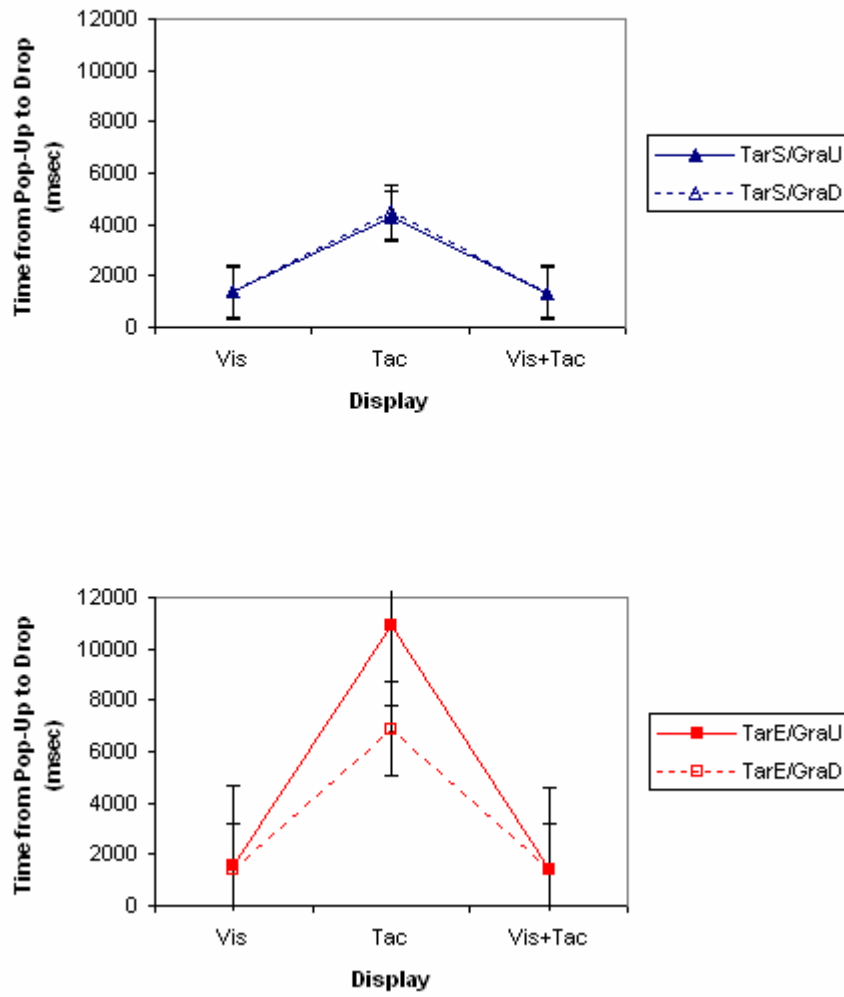 12000
10000
8000
6000
4000
2000
0
Time from Pop-Up to Drop
(msec)
Vis
Tac
Vis+Tac
Display
TarS/GraU
TarS/GraD
12000
10000
8000
6000
4000
2000
0
Time from Pop-Up to Drop
(msec)
Vis
Tac
Vis+Tac
Display
TarE/GraU
TarE/GraD